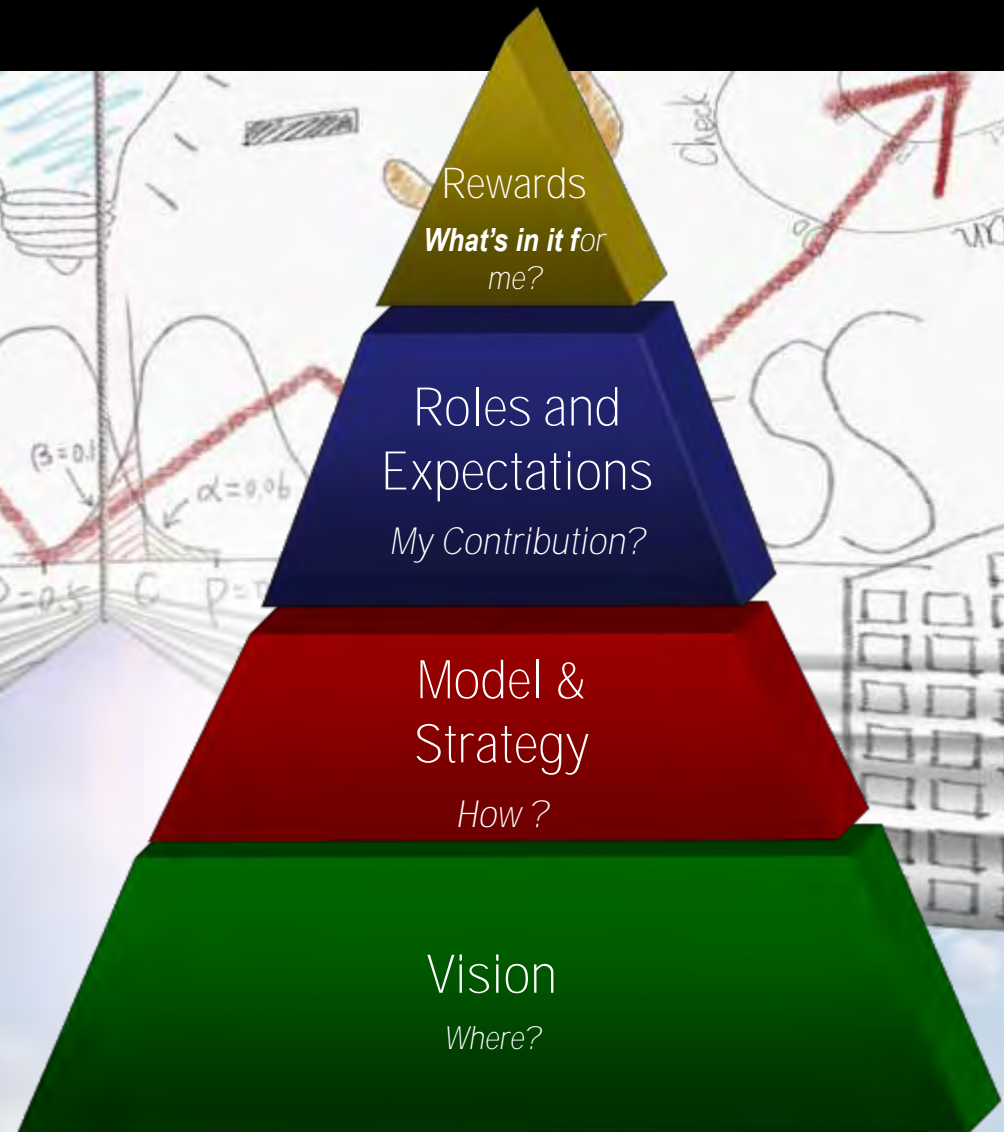 Check
Rewards
What's in it for
me?
Roles and
Expectations
My Contribution?
β=0.1
α=0.06
Model &
Strategy
How ?
Vision
Where?